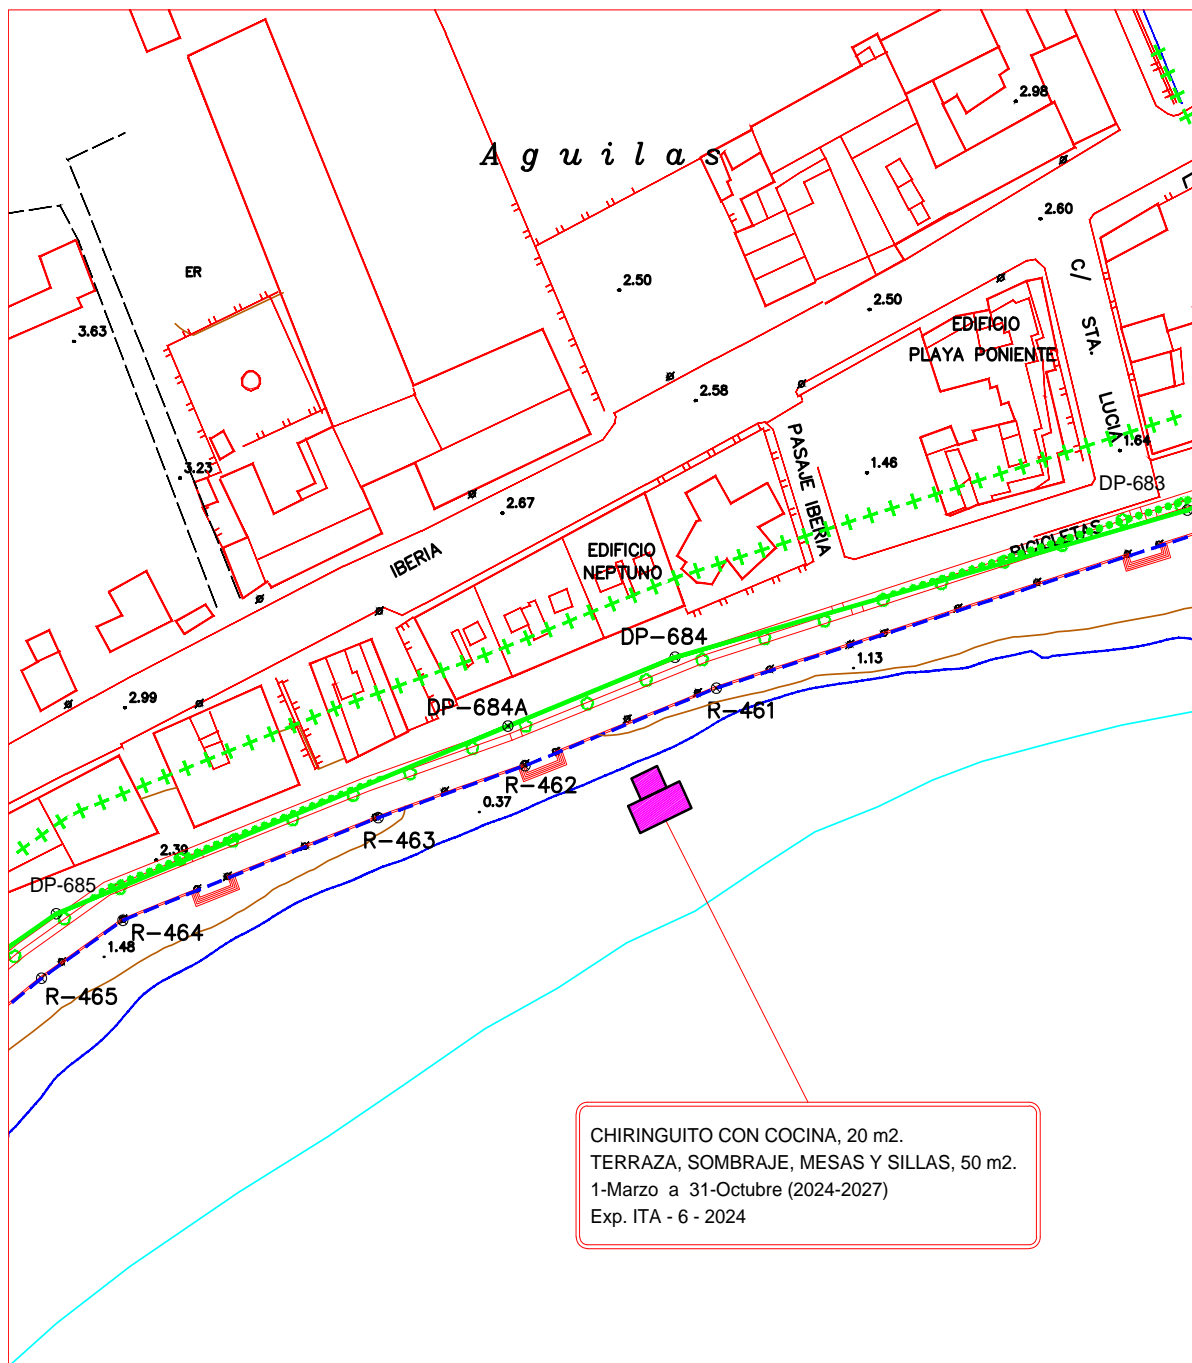 2.98
A g u i l a s
2.60
ER
C/
2.50
2.50
STA.
EDIFICIO
PLAYA PONIENTE
3.63
2.58
LUCIA
PASAJE IBERIA
1.64
1.46
3.23
DP-683
2.67
BICICLETAS
IBERIA
EDIFICIO
NEPTUNO
DP-684
1.13
2.99
DP-684A
R-461
R-462
0.37
R-463
2.39
DP-685
R-464
1.48
R-465
CHIRINGUITO CON COCINA, 20 m2.
TERRAZA, SOMBRAJE, MESAS Y SILLAS, 50 m2.
1-Marzo a 31-Octubre (2024-2027)
Exp. ITA - 6 - 2024